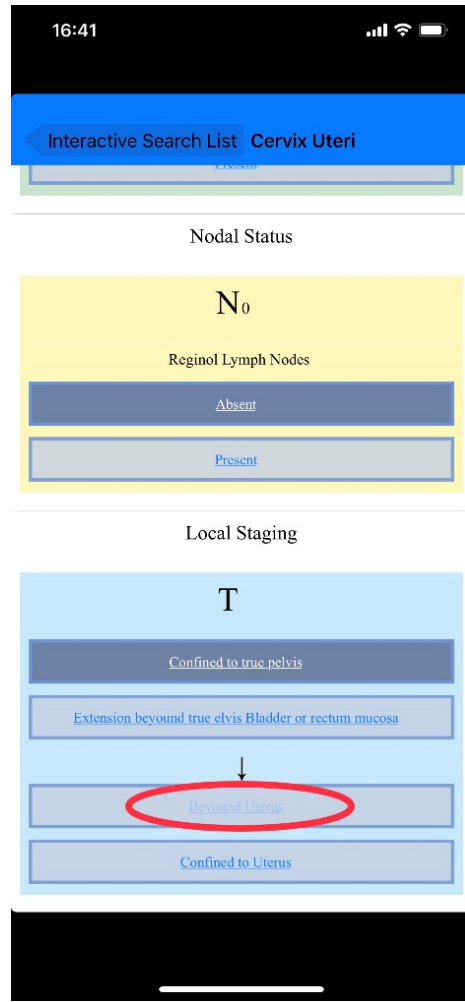 16:41
Interactive Search List Cervix Uteri
Present
Nodal Status
N0
Reginol Lymph Nodes
Absent
Present
Local Staging
T
Confined to true pelvis
Extension beyound true elvis Bladder or rectum mucosa
↓
Beyound Uterus
Confined to Uterus